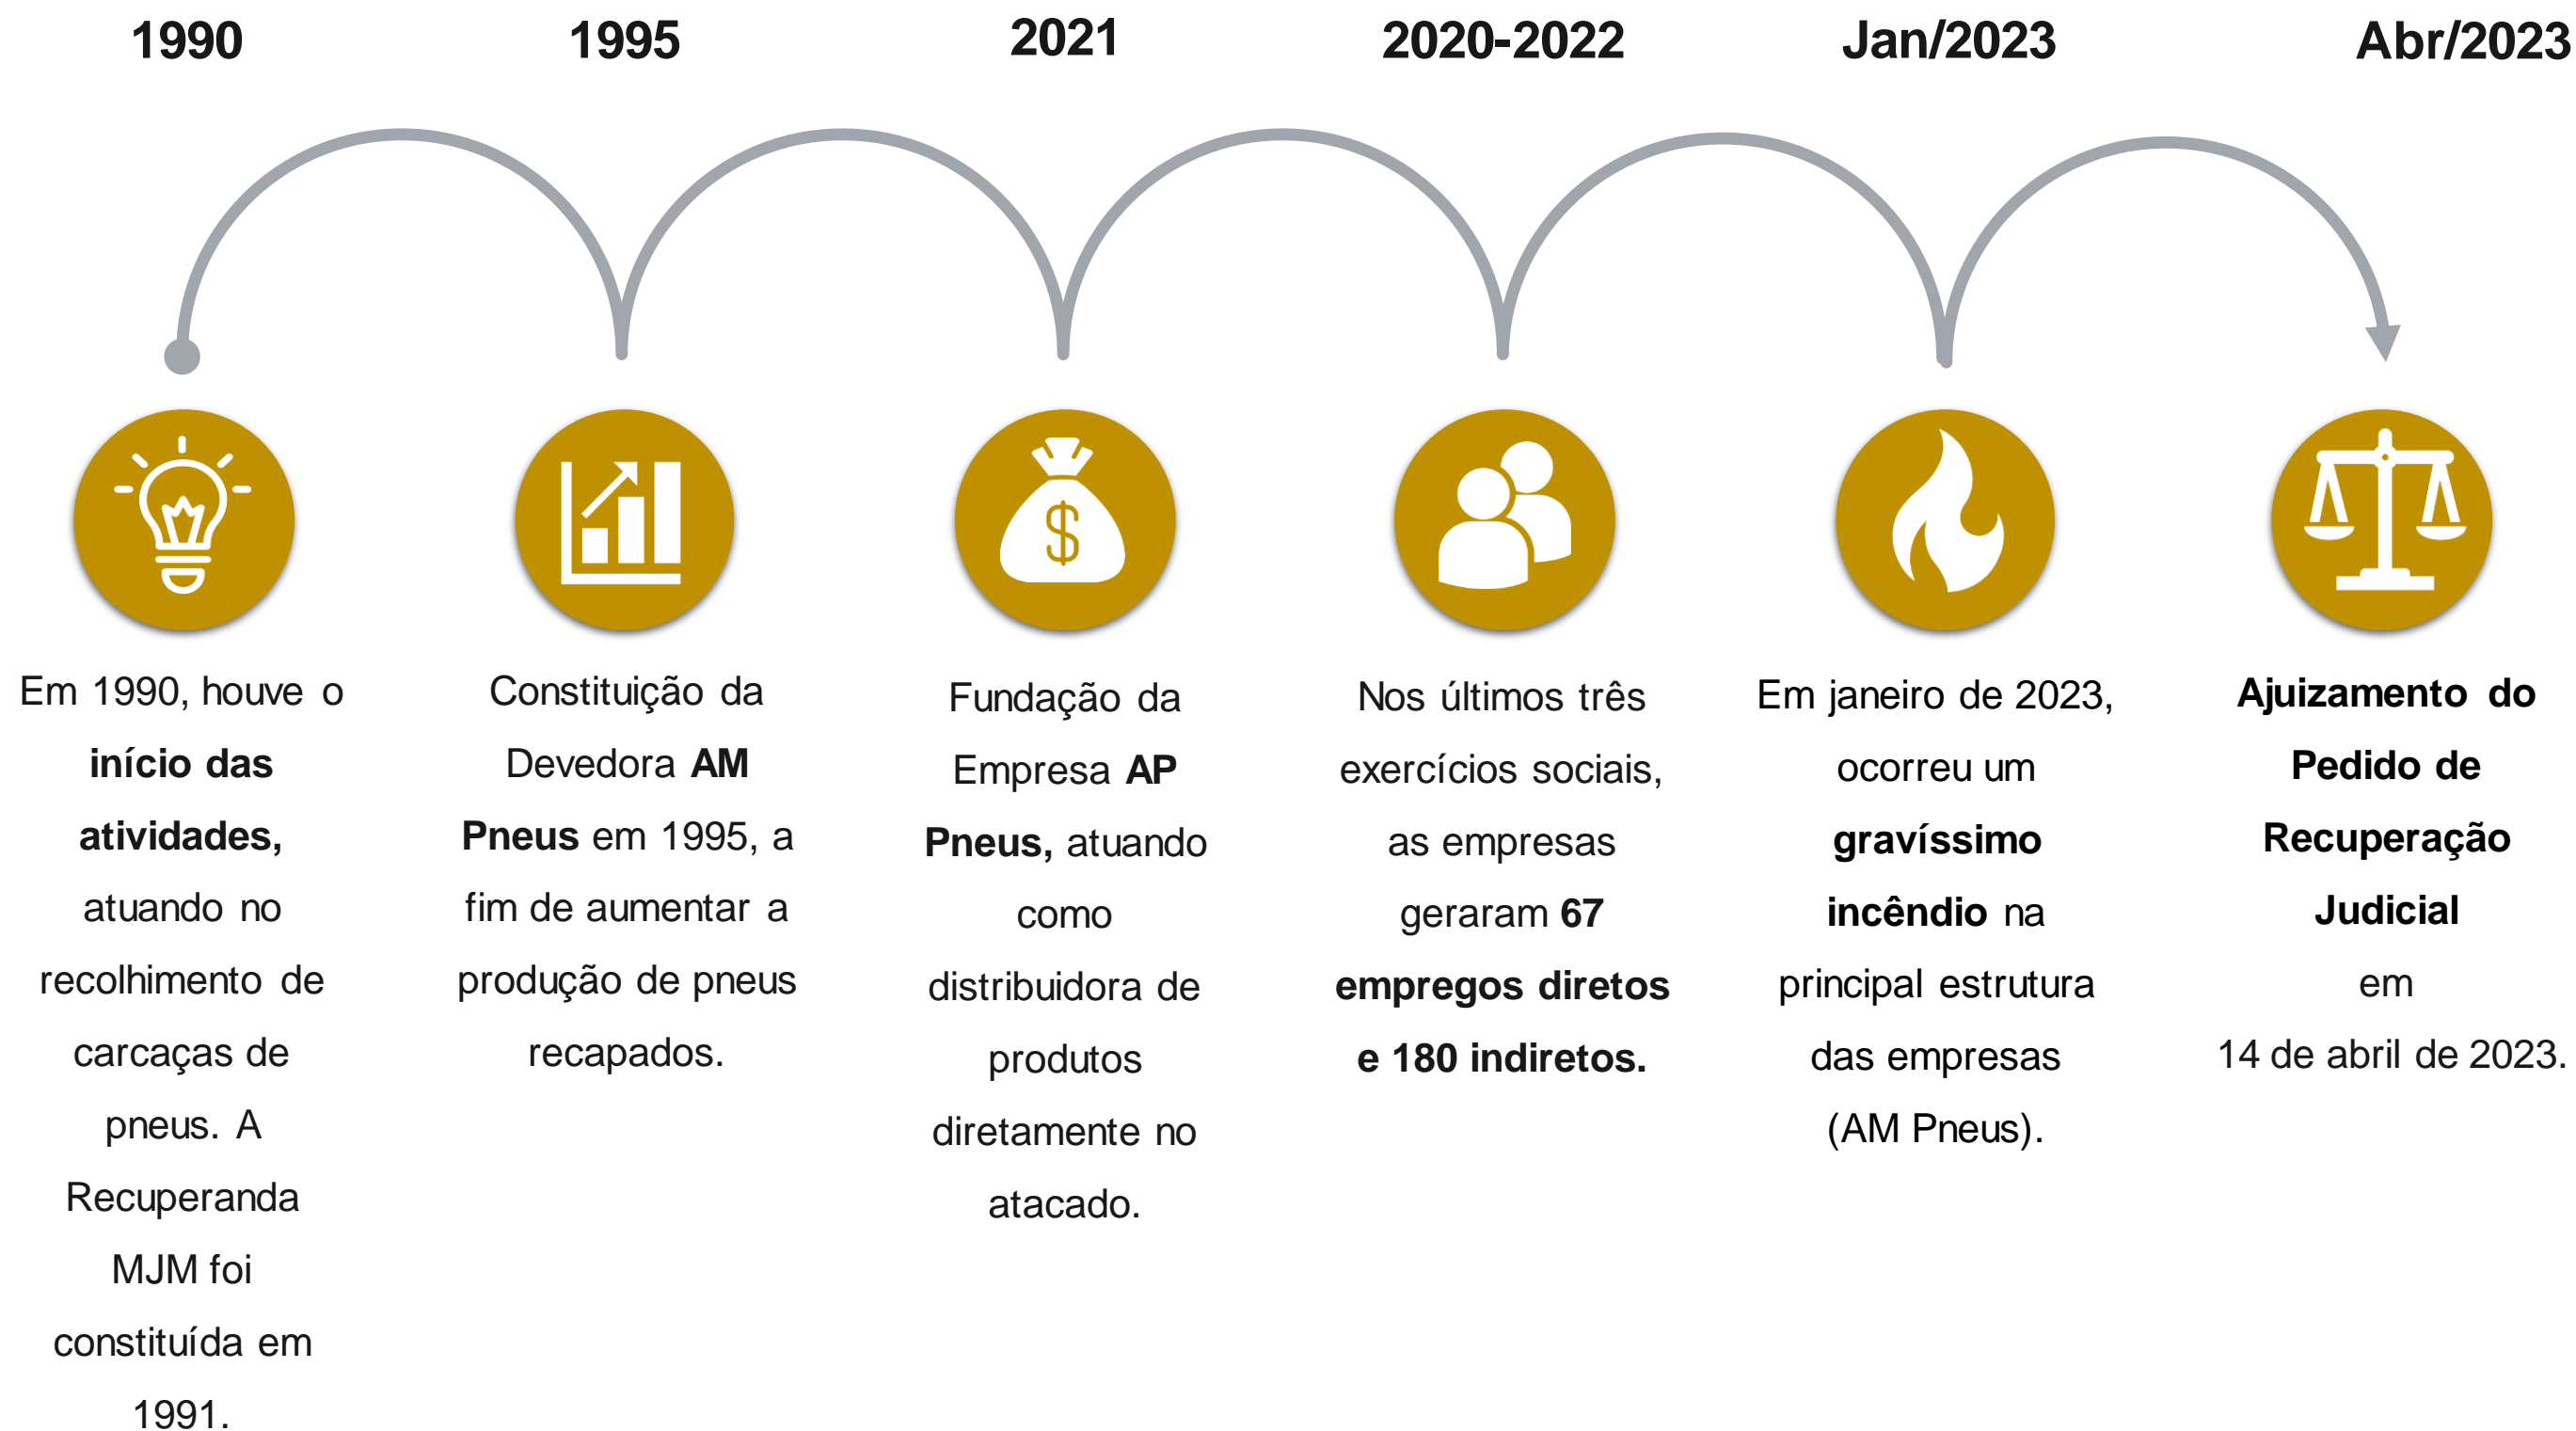 1990
1995
2021
2020-2022
Jan/2023
Abr/2023
$
Em 1990, houve o
início das
atividades,
atuando no
recolhimento de
carcaças de
pneus. A
Recuperanda
MJM foi
constituída em
1991.
Constituição da
Devedora AM
Pneus em 1995, a
fim de aumentar a
produção de pneus
recapados.
Fundação da
Empresa AP
Pneus, atuando
como
distribuidora de
produtos
diretamente no
atacado.
Nos últimos três
exercícios sociais,
as empresas
geraram 67
empregos diretos
e 180 indiretos.
Em janeiro de 2023,
ocorreu um
gravíssimo
incêndio na
principal estrutura
das empresas
(AM Pneus).
Ajuizamento do
Pedido de
Recuperação
Judicial
em
14 de abril de 2023.